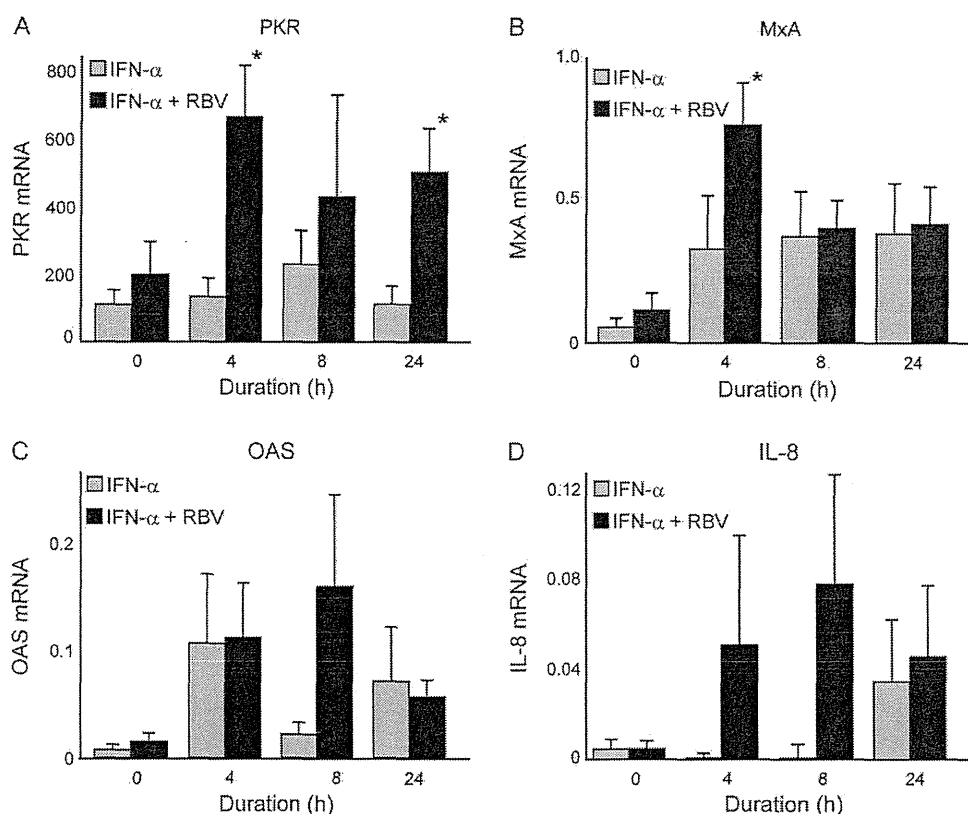 A
PKR
IFN-α
IFN-α + RBV
*
*
PKR mRNA
800
600
400
200
0
0 4 8 24
Duration (h)
B
MxA
IFN-α
IFN-α + RBV
*
MxA mRNA
1.0
0.5
0
0 4 8 24
Duration (h)
C
OAS
IFN-α
IFN-α + RBV
OAS mRNA
0.2
0.1
0
0 4 8 24
Duration (h)
D
IL-8
IFN-α
IFN-α + RBV
IL-8 mRNA
0.12
0.08
0.04
0
0 4 8 24
Duration (h)